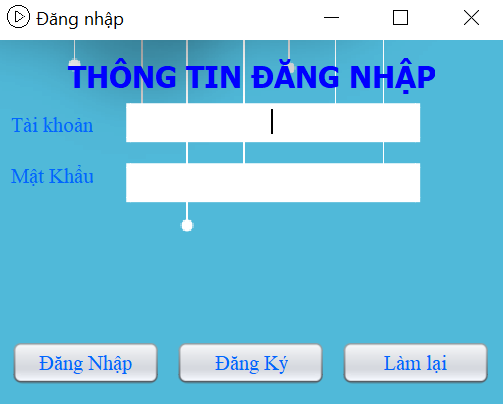 Đăng nhập
THÔNG TIN ĐĂNG NHẬP
Tài khoản
Mật Khẩu
Đăng Nhập Đăng Ký Làm lại